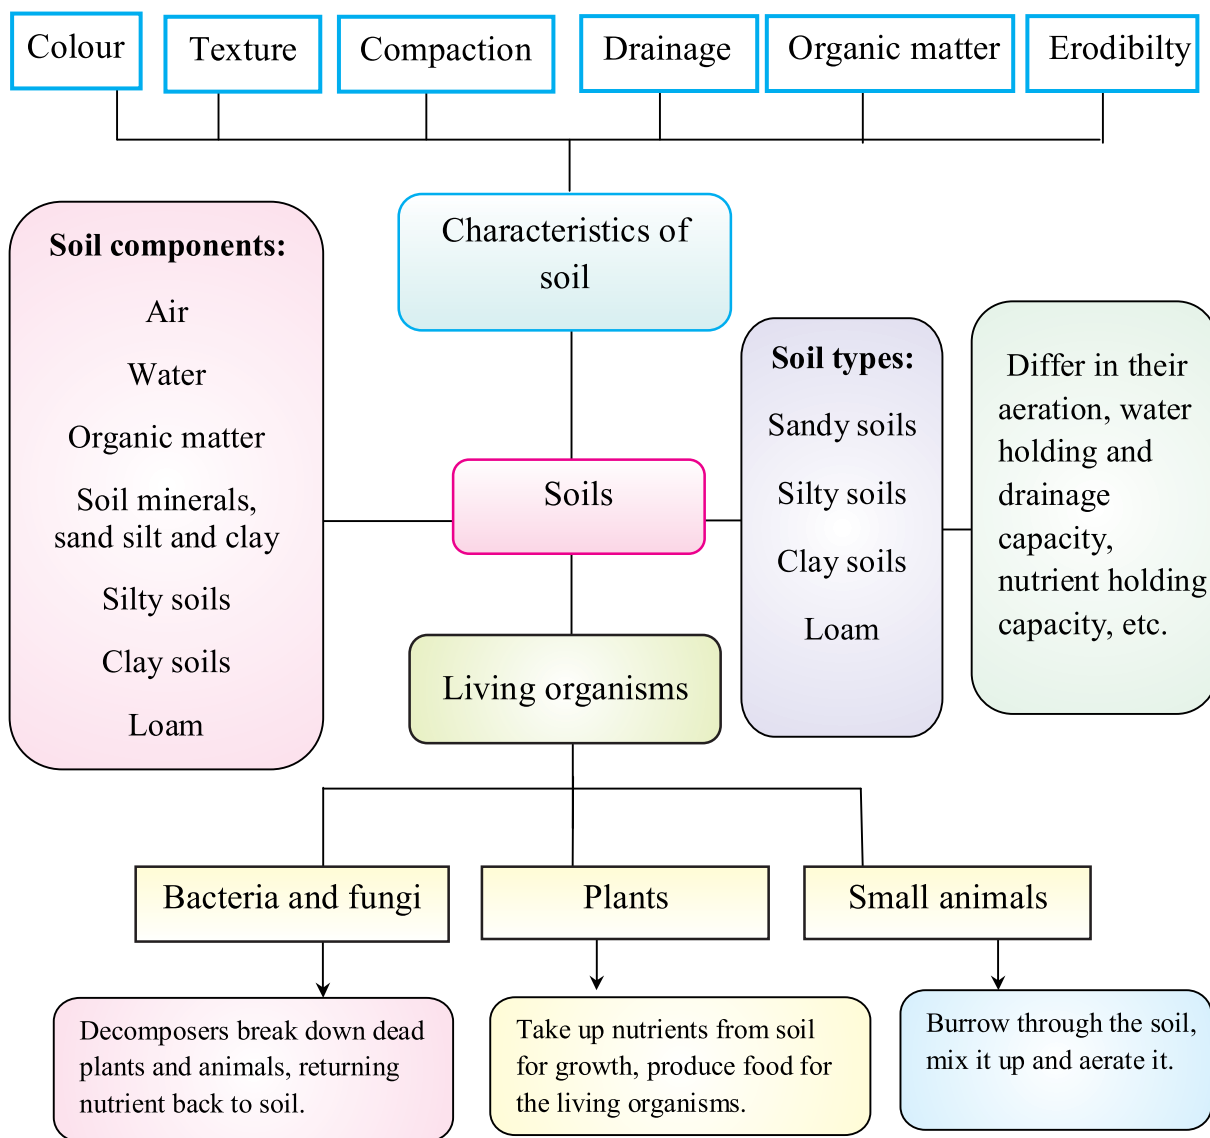 Colour
Texture
Compaction
Drainage
Organic matter
Erodibilty
Characteristics of
soil
Soil components:
Air
Water
Organic matter
Soil minerals,
sand silt and clay
Silty soils
Clay soils
Loam
Soils
Soil types:
Sandy soils
Silty soils
Clay soils
Loam
Differ in their
aeration, water
holding and
drainage
capacity,
nutrient holding
capacity, etc.
Living organisms
Bacteria and fungi
Plants
Small animals
Decomposers break down dead
plants and animals, returning
nutrient back to soil.
Take up nutrients from soil
for growth, produce food for
the living organisms.
Burrow through the soil,
mix it up and aerate it.